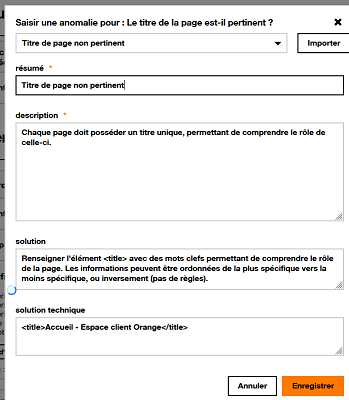 Saisir une anomalie pour : Le titre de la page est-il pertinent ?
Titre de page non pertinent
Importer
résumé *
Titre de page non pertinent
description *
Chaque page doit posséder un titre unique, permettant de comprendre le rôle de
celle-ci.
solution
Renseigner l'élément <title> avec des mots clefs permettant de comprendre le rôle
de la page. Les informations peuvent être ordonnées de la plus spécifique vers la
moins spécifique, ou inversement (pas de règles).
solution technique
<title>Accueil - Espace client Orange</title>
Annuler
Enregistrer